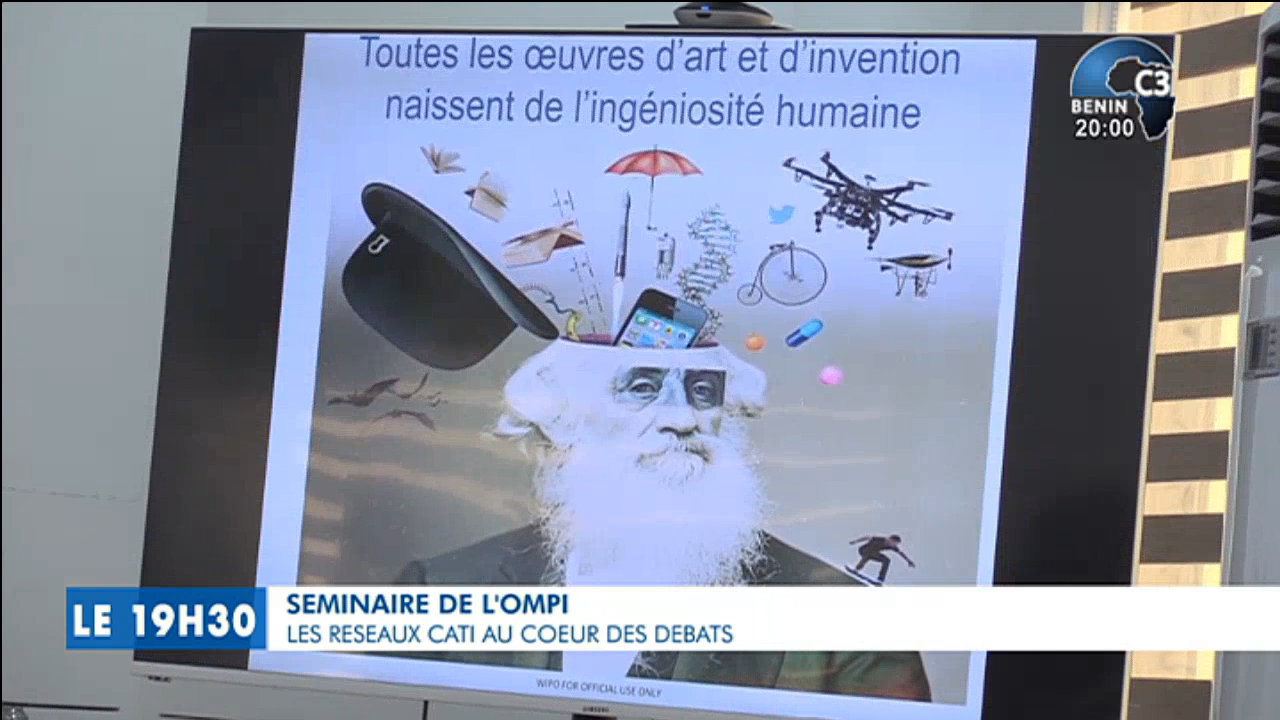 Toutes les œuvres d'art et d'invention
naissent de l'ingéniosité humaine
C3
BENIN
20:00
LE 19H30
SEMINAIRE DE L'OMPI
LES RESEAUX CATI AU COEUR DES DEBATS
WIPO FOR OFFICIAL USE ONLY
SAMSUNG